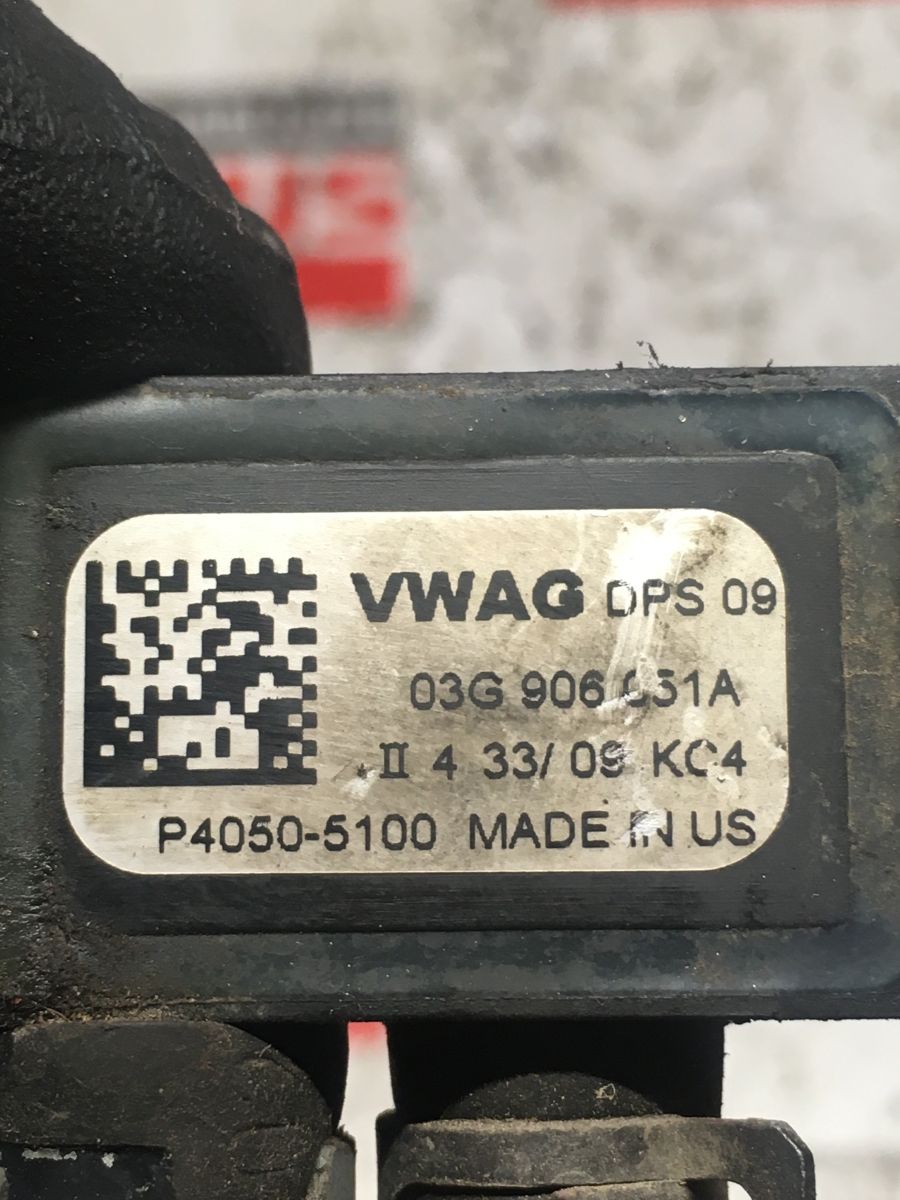 VWAG DPS 09
03G 906 051A
II 4 33/ 09 KC4
P4050-5100 MADE IN US